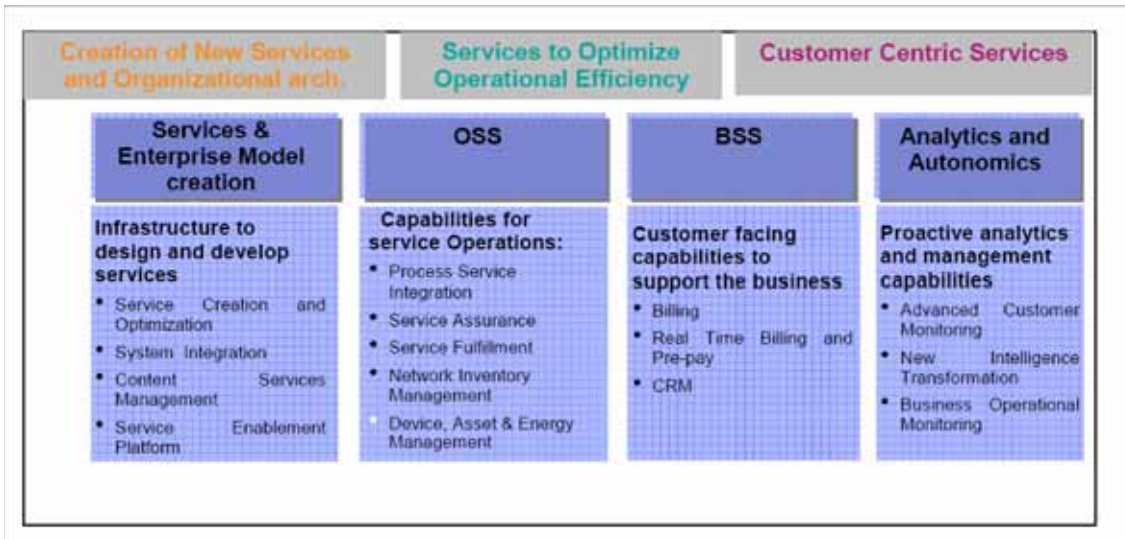 Creation of New Services
and Organizational arch.
Services to Optimize
Operational Efficiency
Customer Centric Services
Services &
Enterprise Model
creation
Infrastructure to
design and develop
services
• Service Creation and
Optimization
• System Integration
• Content Services
Management
• Service Enablement
Platform
OSS
Capabilities for
service Operations:
• Process Service
Integration
• Service Assurance
• Service Fulfillment
• Network Inventory
Management
• Device, Asset & Energy
Management
BSS
Customer facing
capabilities to
support the business
• Billing
• Real Time Billing and
Pre-pay
• CRM
Analytics and
Autonomics
Proactive analytics
and management
capabilities
• Advanced Customer
Monitoring
• New Intelligence
Transformation
• Business Operational
Monitoring